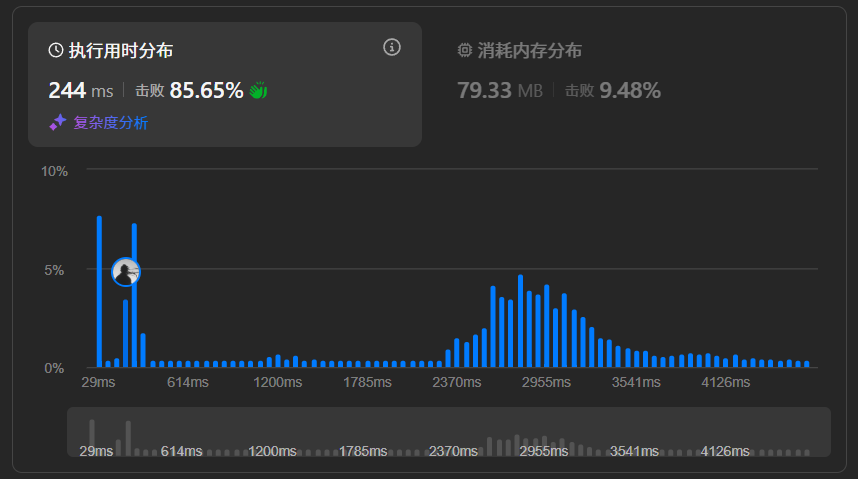 执行用时分布
244 ms 击败 85.65%
复杂度分析
消耗内存分布
79.33 MB 击败 9.48%
10%
5%
0%
29ms 614ms 1200ms 1785ms 2370ms 2955ms 3541ms 4126ms
29ms 614ms 1200ms 1785ms 2370ms 2955ms 3541ms 4126ms